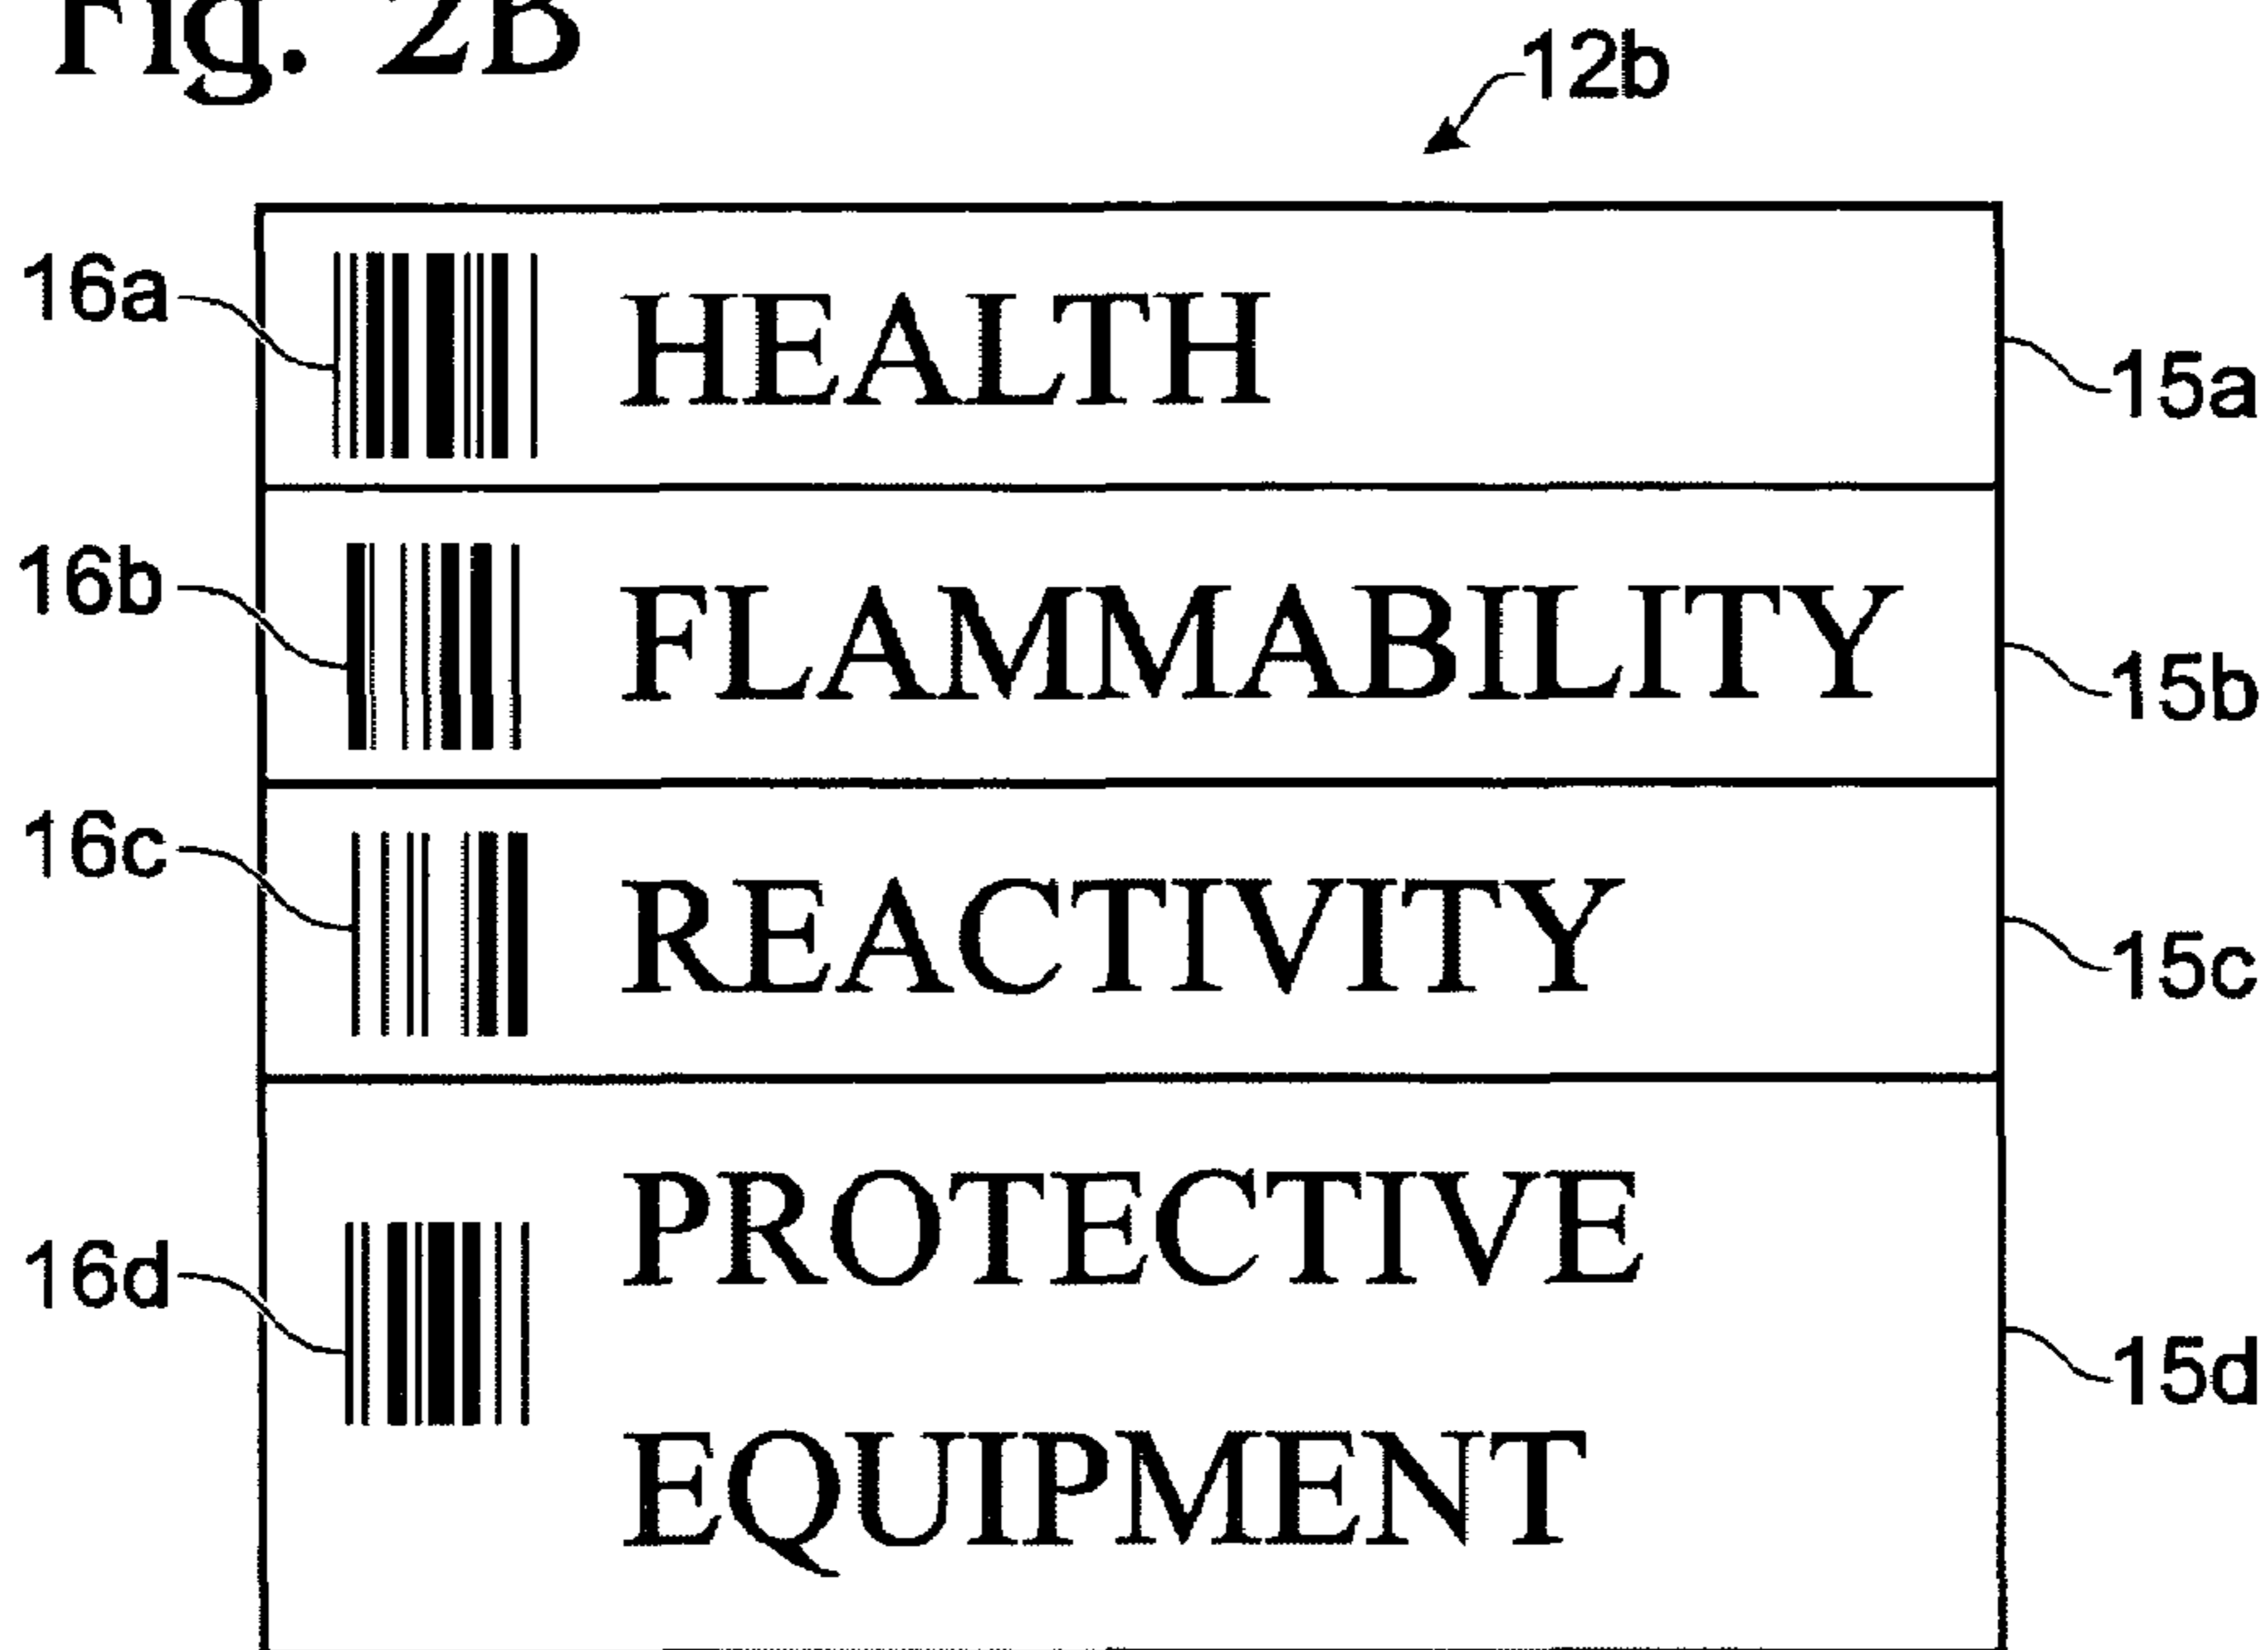 Fig. 2B
12b
16a HEALTH 15a
16b FLAMMABILITY 15b
16c REACTIVITY 15c
PROTECTIVE
16d 15d
EQUIPMENT